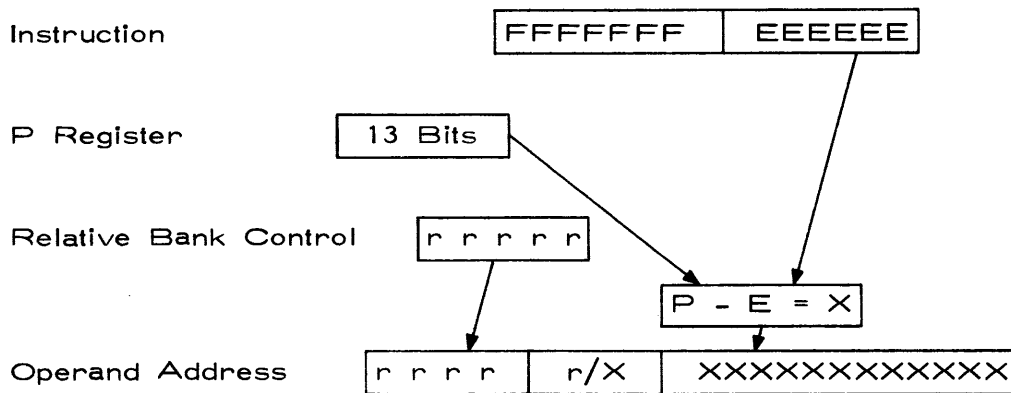 Instruction FFFFFFF EEEEEE
P Register 13 Bits
Relative Bank Control r r r r r
P - E = X
Operand Address r r r r r/X XXXXXXXXXXXX